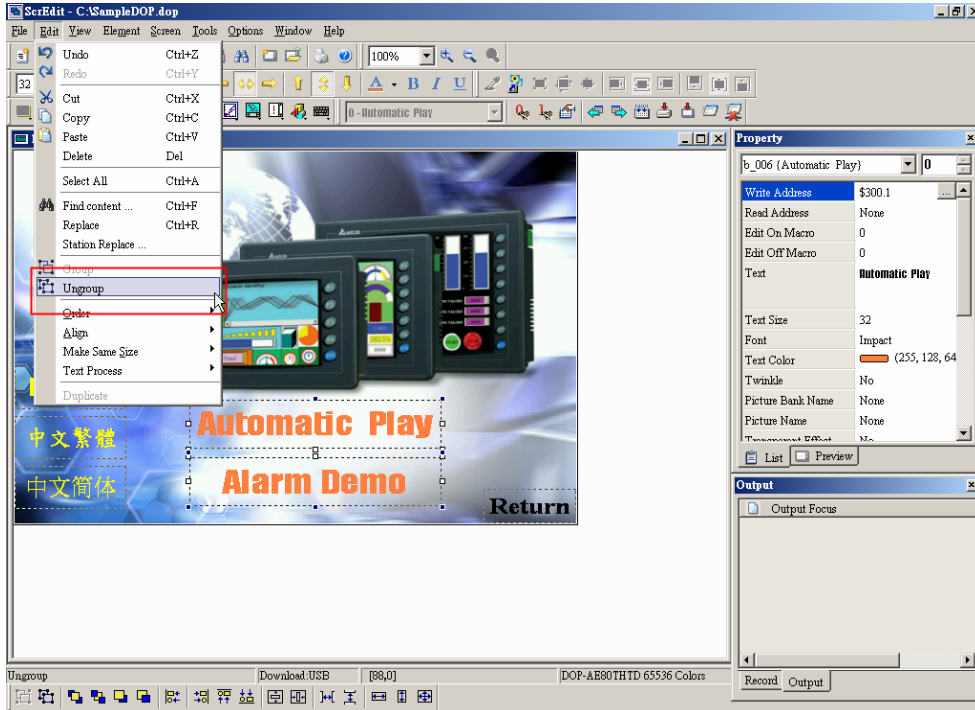 ScrEdit - C:\SampleDOP.dop
File Edit View Element Screen Tools Options Window Help
100%
32
B I U
0 - Automatic Play
Undo Ctrl+Z
Redo Ctrl+Y
Cut Ctrl+X
Copy Ctrl+C
Paste Ctrl+V
Delete Del
Select All Ctrl+A
Find content ... Ctrl+F
Replace Ctrl+R
Station Replace ...
Group
Ungroup
Order
Align
Make Same Size
Text Process
Duplicate
中文繁體
中文简体
Automatic Play
Alarm Demo
Return
Property
b_006 {Automatic Play} 0
Write Address $300.1 ...
Read Address None
Edit On Macro 0
Edit Off Macro 0
Text Automatic Play
Text Size 32
Font Impact
Text Color (255, 128, 64
Twinkle No
Picture Bank Name None
Picture Name None
Transparent Effect No
List Preview
Output
Output Focus
Record Output
Ungroup Download:USB [88,0] DOP-AE80THTD 65536 Colors